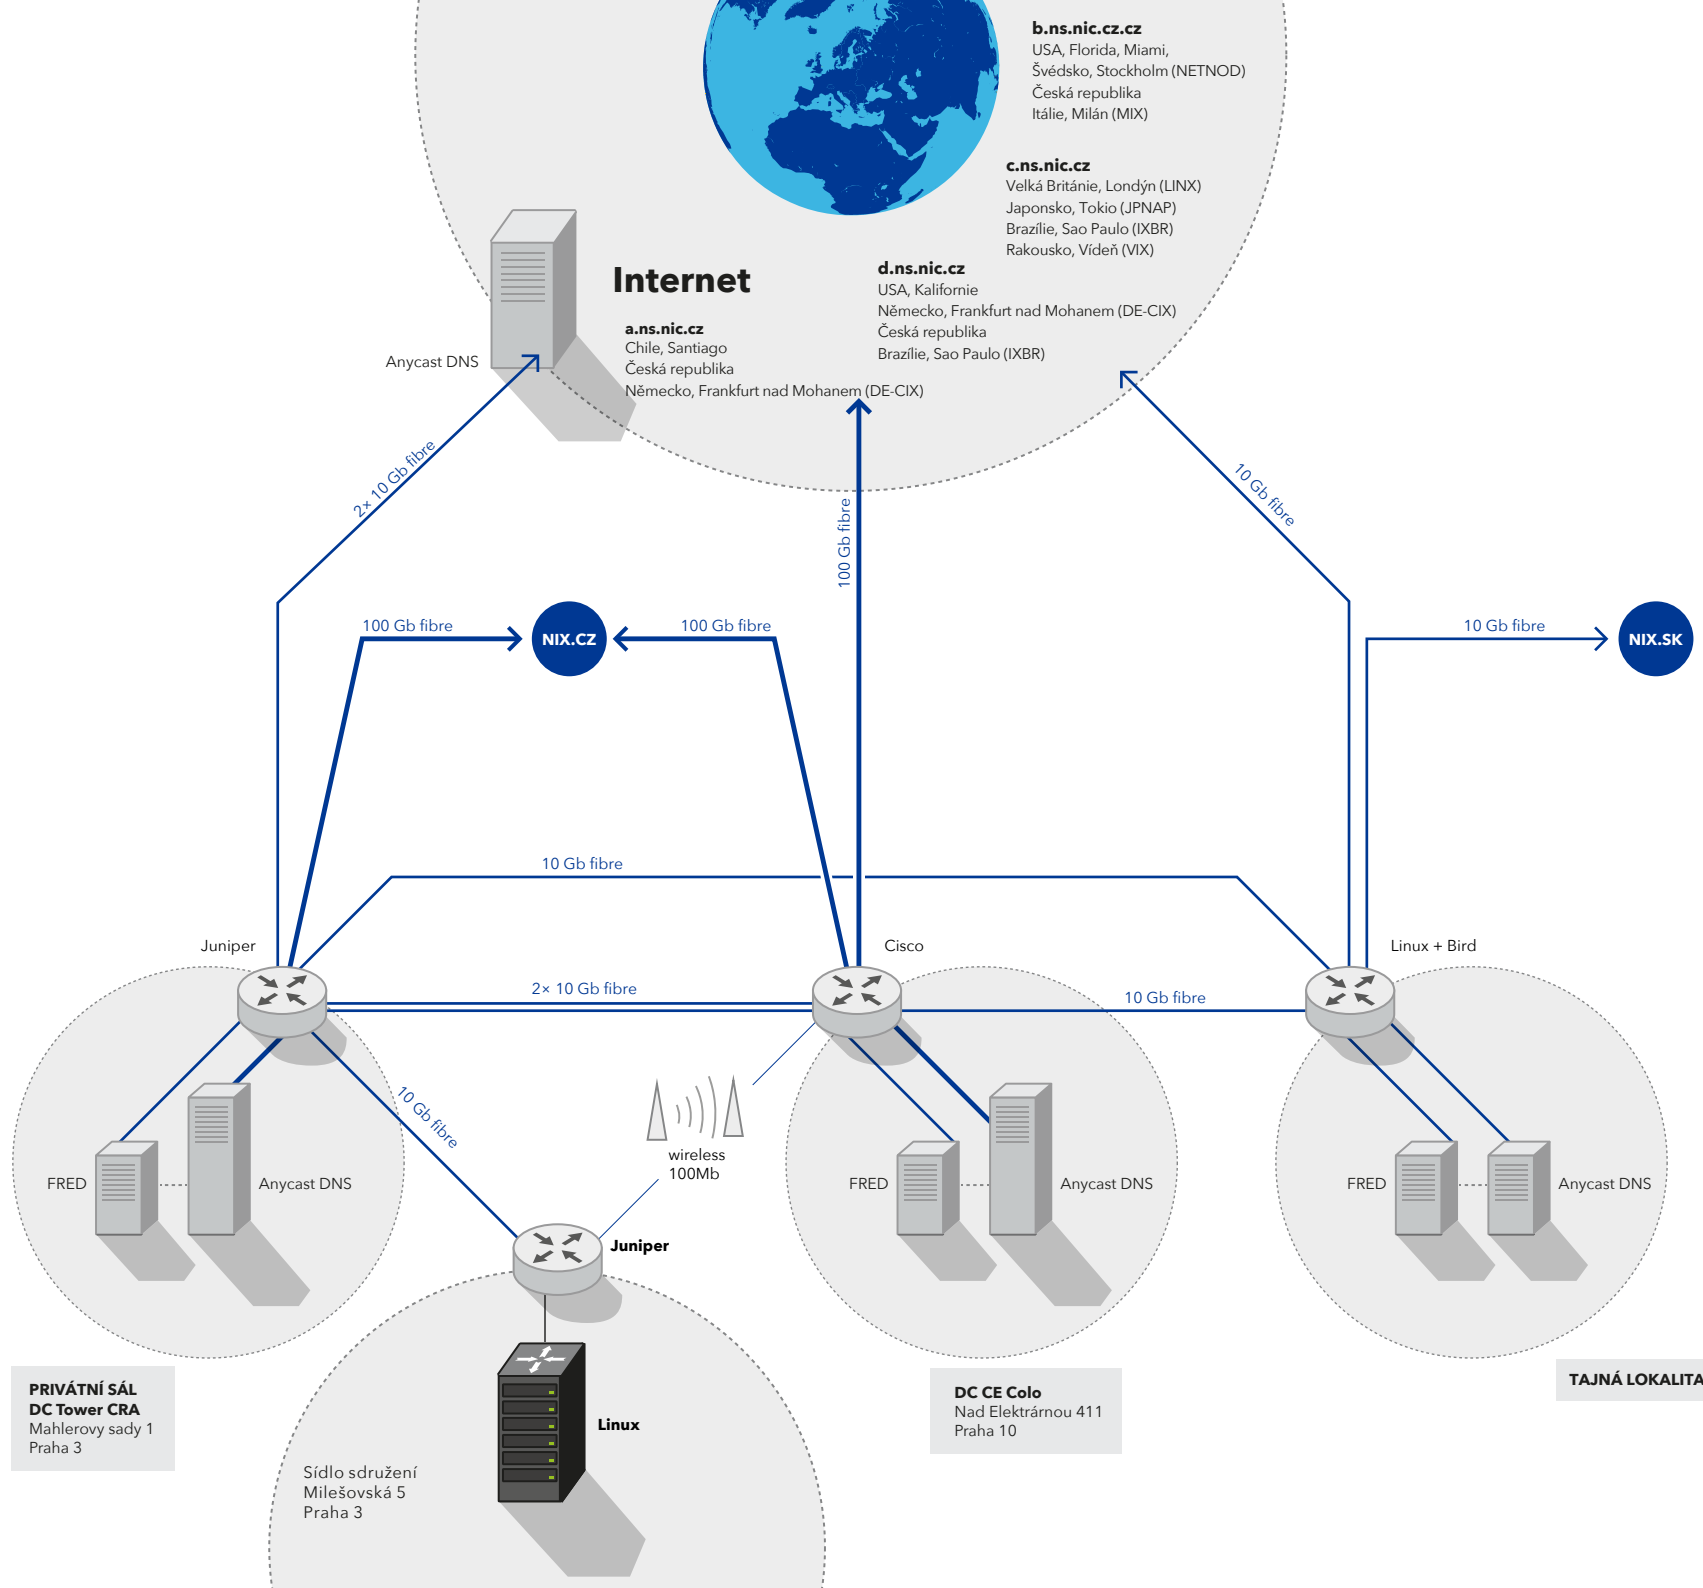 b.ns.nic.cz.cz
USA, Florida, Miami,
Švédsko, Stockholm (NETNOD)
Česká republika
Itálie, Milán (MIX)
c.ns.nic.cz
Velká Británie, Londýn (LINX)
Japonsko, Tokio (JPNAP)
Brazílie, Sao Paulo (IXBR)
Rakousko, Vídeň (VIX)
Internet
d.ns.nic.cz
USA, Kalifornie
Německo, Frankfurt nad Mohanem (DE-CIX)
Česká republika
Brazílie, Sao Paulo (IXBR)
a.ns.nic.cz
Chile, Santiago
Česká republika
Německo, Frankfurt nad Mohanem (DE-CIX)
Anycast DNS
2× 10 Gb fibre
100 Gb fibre
10 Gb fibre
100 Gb fibre
NIX.CZ
100 Gb fibre
10 Gb fibre
NIX.SK
10 Gb fibre
Juniper
Cisco
Linux + Bird
2× 10 Gb fibre
10 Gb fibre
10 Gb fibre
wireless
100Mb
FRED
Anycast DNS
FRED
Anycast DNS
FRED
Anycast DNS
Juniper
PRIVÁTNÍ SÁL
DC Tower CRA
Mahlerovy sady 1
Praha 3
Linux
DC CE Colo
Nad Elektrárnou 411
Praha 10
TAJNÁ LOKALITA
Sídlo sdružení
Milešovská 5
Praha 3